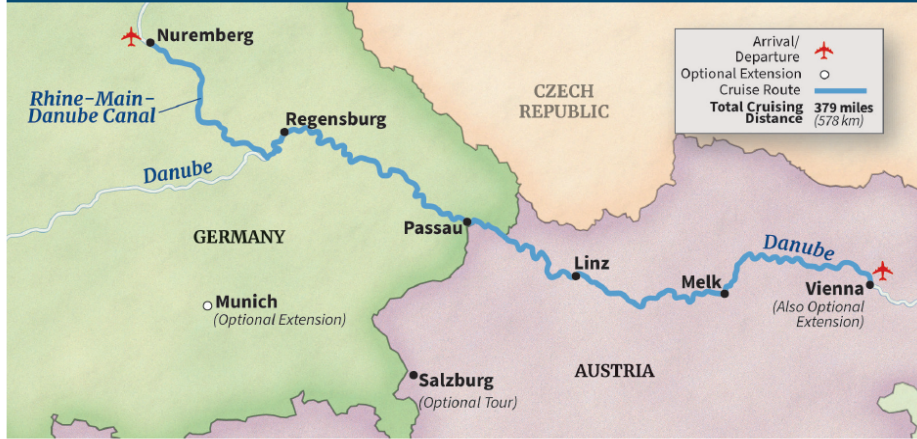 Nuremberg
Rhine–Main–
Danube Canal
Regensburg
Danube
CZECH
REPUBLIC
Arrival/
Departure
Optional Extension
Cruise Route
Total Cruising 379 miles
Distance (578 km)
GERMANY
Passau
Munich
(Optional Extension)
Linz
Melk
Danube
Vienna
(Also Optional
Extension)
AUSTRIA
Salzburg
(Optional Tour)